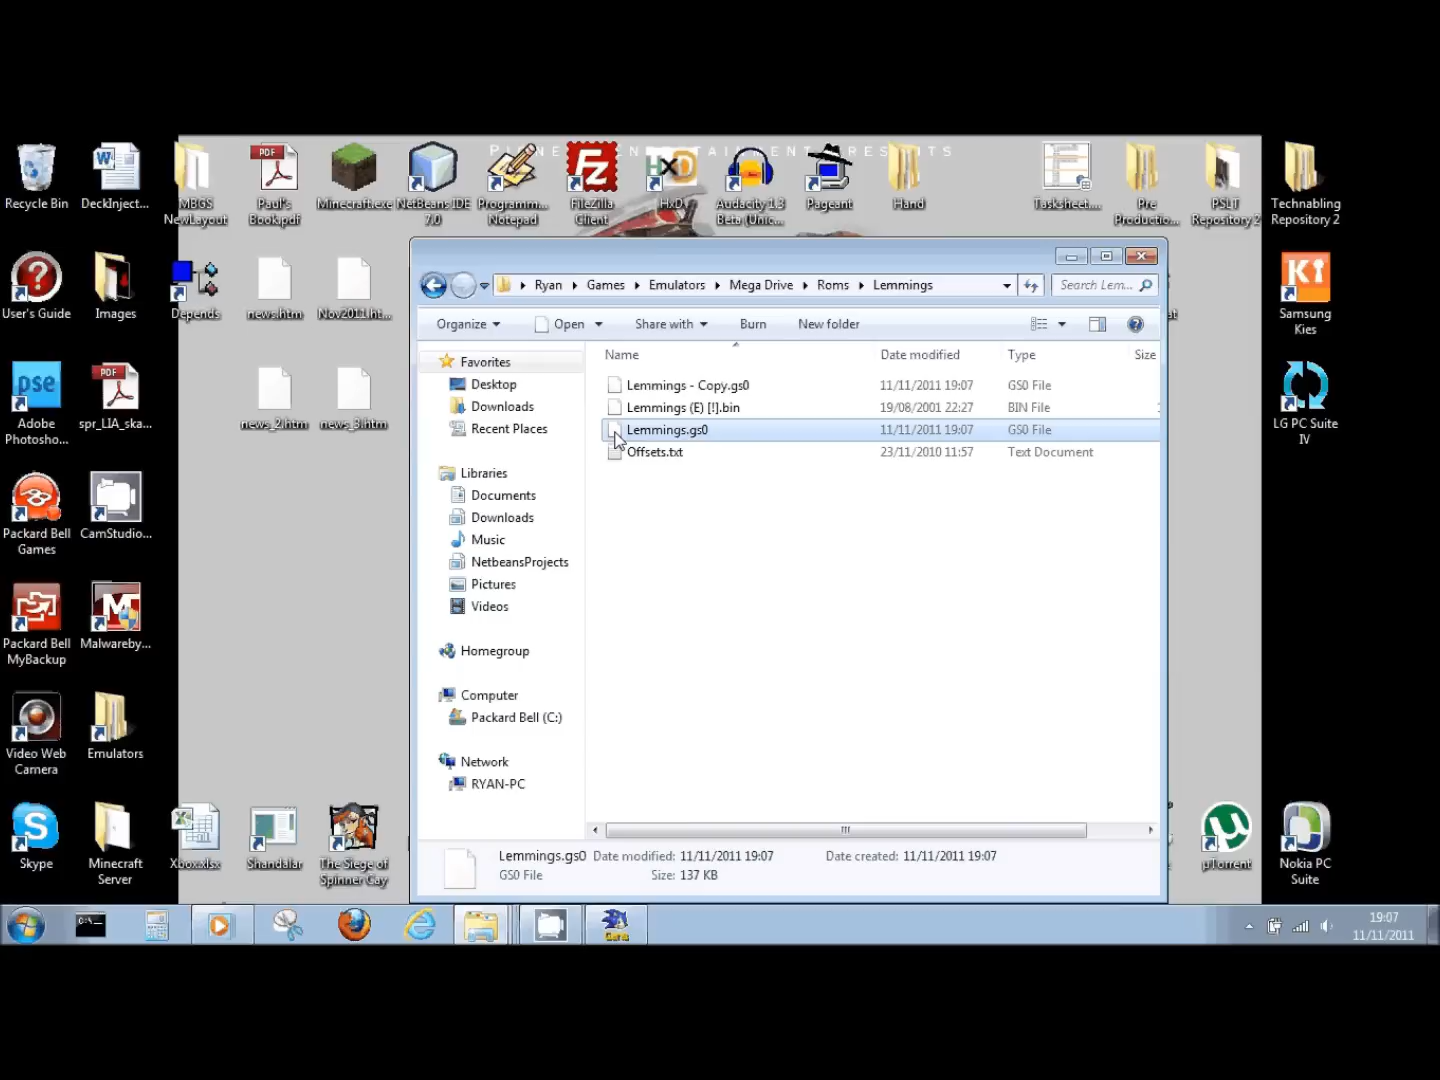 PLANET ENTERTAINMENT PRESENTS
Recycle Bin
DeckInject...
MBGS
NewLayout
PDF
Paul's
Book.pdf
Minecraft.exe
NetBeans IDE
7.0
Programm...
Notepad
FileZilla
Client
HxD
Audacity 1.3
Beta (Unic...
Pageant
Hand
Tasksheet....
Pre
Productio...
PSLT
Repository 2
Technabling
Repository 2
User's Guide
Images
Depends
news.htm
Nov2011.ht...
Samsung
Kies
pse
Adobe
Photosho...
PDF
spr_LIA_ska...
news_2.htm
news_3.htm
LG PC Suite
IV
Packard Bell
Games
CamStudio...
Packard Bell
MyBackup
Malwareby...
Video Web
Camera
Emulators
Skype
Minecraft
Server
Xbox.xlsx
Shandalar
The Siege of
Spinner Cay
µTorrent
Nokia PC
Suite
Ryan Games Emulators Mega Drive Roms Lemmings
Search Lem...
Organize Open Share with Burn New folder
Name Date modified Type Size
Lemmings - Copy.gs0 11/11/2011 19:07 GS0 File
Lemmings (E) [!].bin 19/08/2001 22:27 BIN File
Lemmings.gs0 11/11/2011 19:07 GS0 File
Offsets.txt 23/11/2010 11:57 Text Document
Favorites
Desktop
Downloads
Recent Places
Libraries
Documents
Downloads
Music
NetbeansProjects
Pictures
Videos
Homegroup
Computer
Packard Bell (C:)
Network
RYAN-PC
Lemmings.gs0 Date modified: 11/11/2011 19:07 Date created: 11/11/2011 19:07
GS0 File Size: 137 KB
C:\.
Gens
19:07
11/11/2011